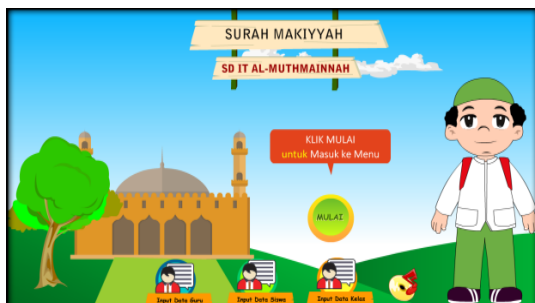 SURAH MAKIYYAH
SD IT AL-MUTHMAINNAH
KLIK MULAI
untuk Masuk ke Menu
MULAI
Input Data Guru
Input Data Siswa
Input Data Kelas